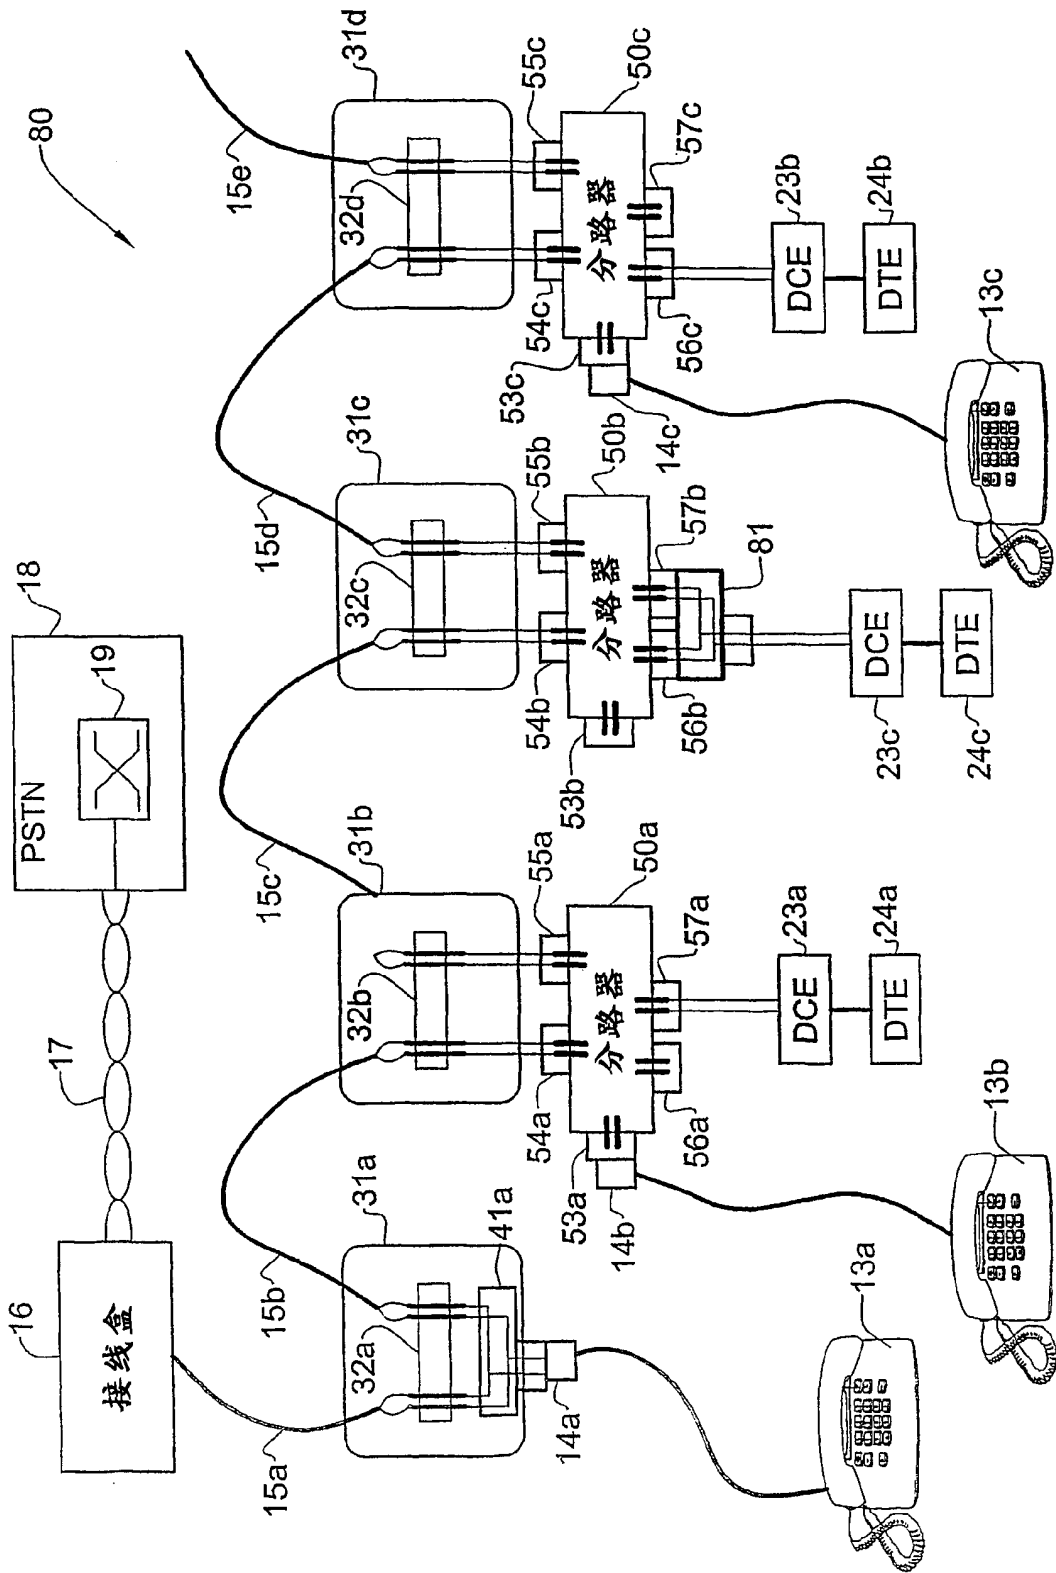 80
16
接线盒
17
18
PSTN
19
15a
15b
15c
15d
15e
31a
31b
31c
31d
32a
32b
32c
32d
41a
14a
54a
55a
50a
分路器
53a
14b
56a
57a
54b
55b
50b
分路器
53b
56b
57b
81
54c
55c
50c
分路器
53c
14c
56c
57c
DCE
23a
DTE
24a
DCE
23c
DTE
24c
DCE
23b
DTE
24b
13a
13b
13c